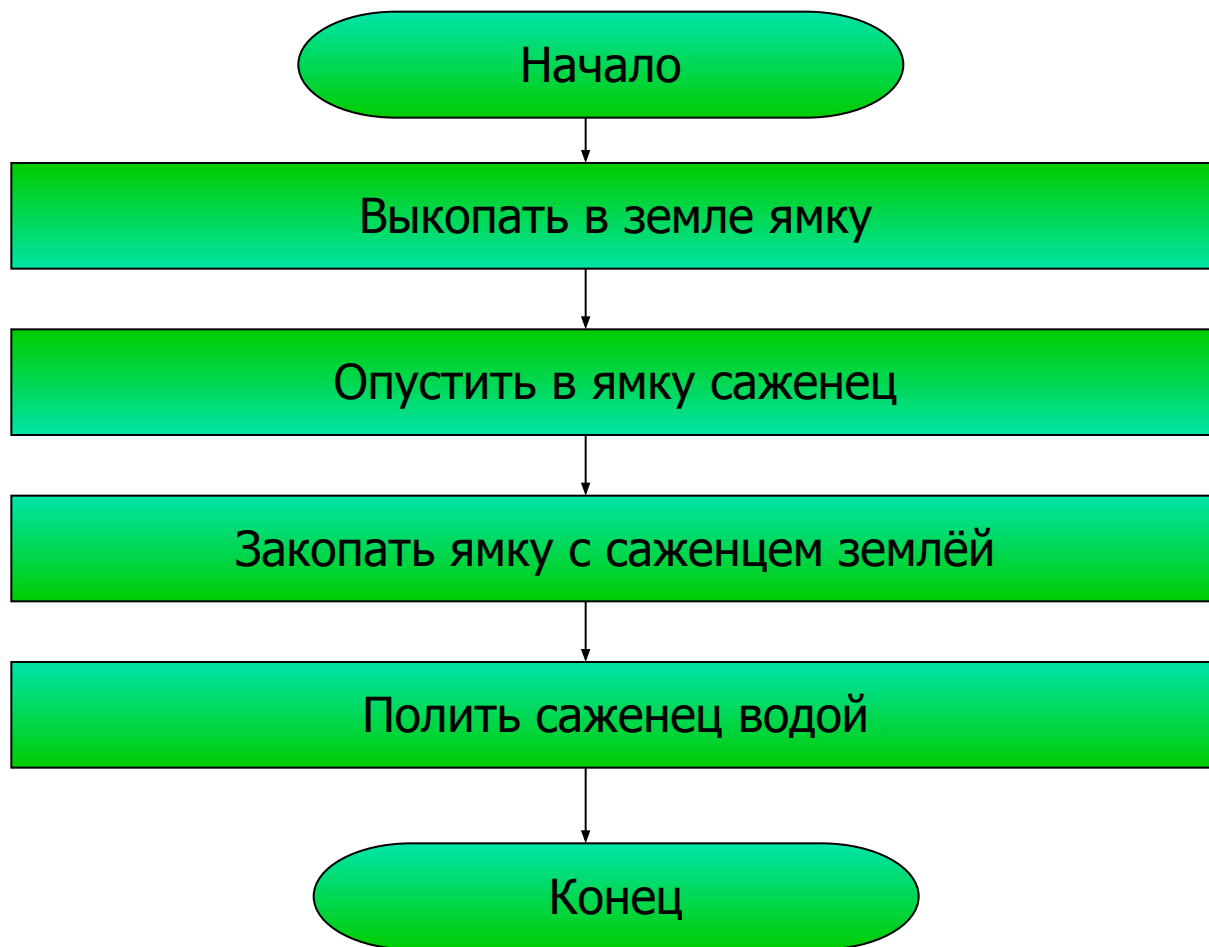 Начало
Выкопать в земле ямку
Опустить в ямку саженец
Закопать ямку с саженцем землёй
Полить саженец водой
Конец